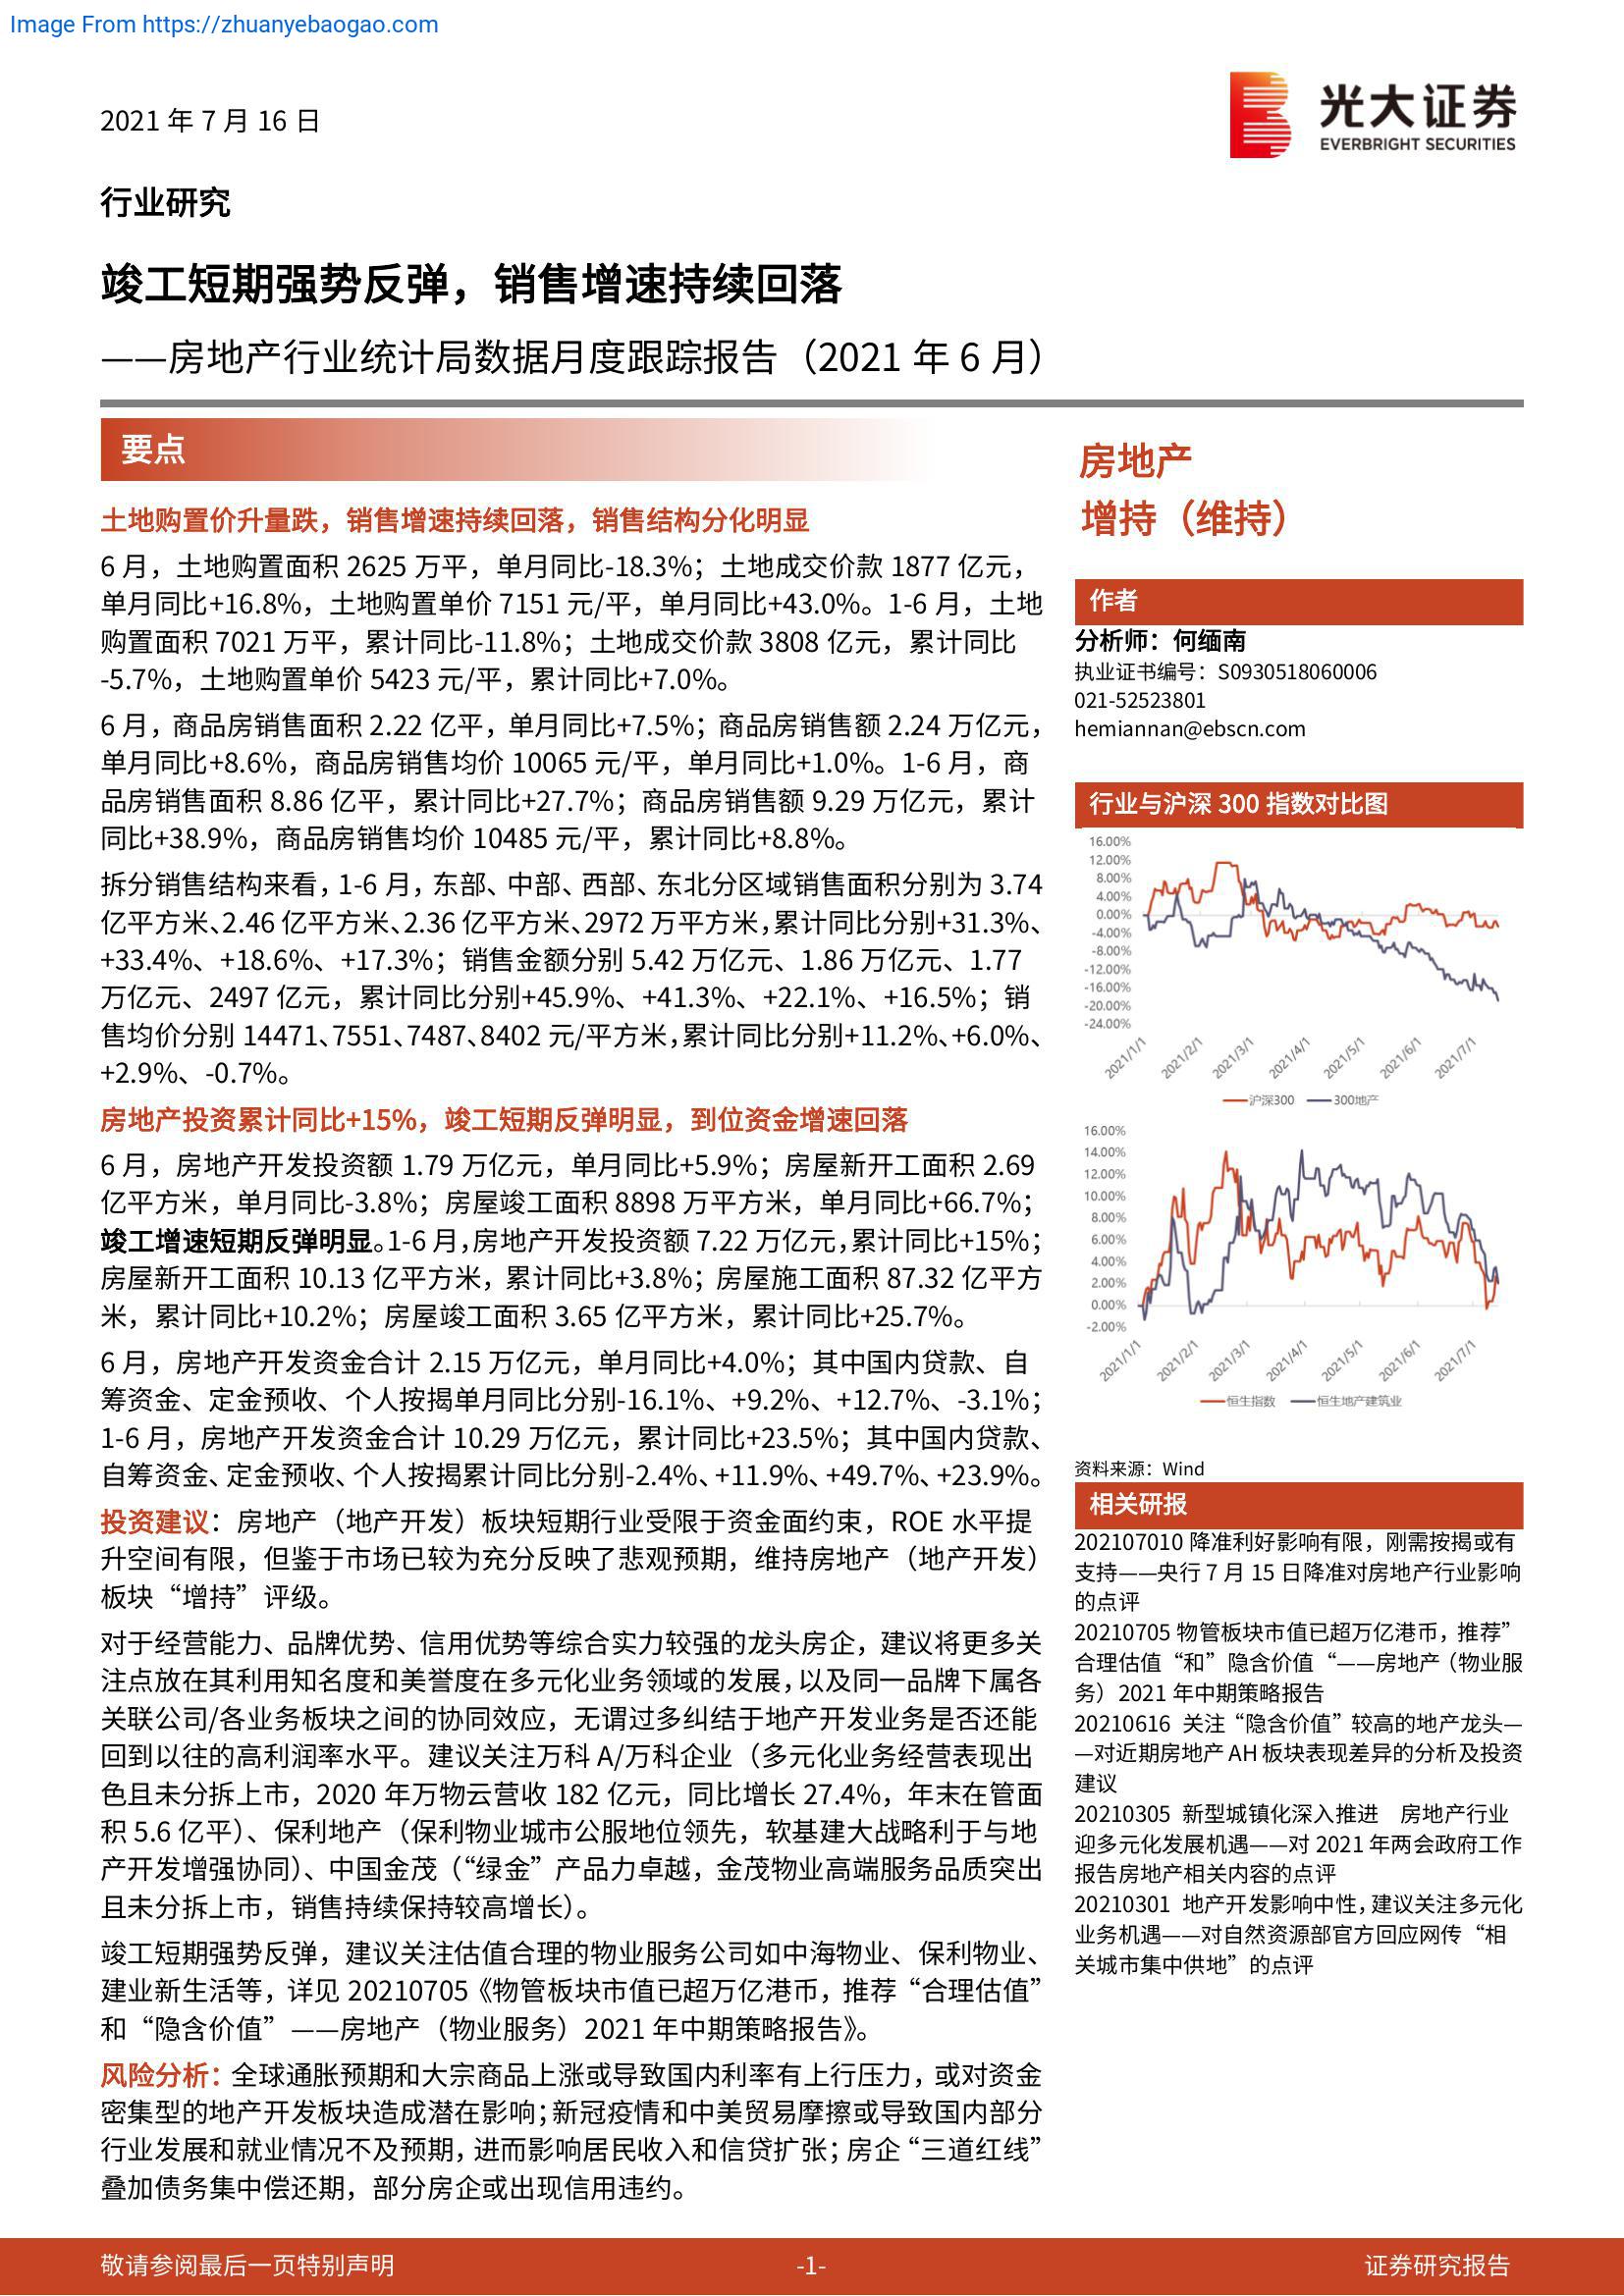 Image From https://zhuanyebaogao.com
2021 年 7 月 16 日
光大证券
EVERBRIGHT SECURITIES
行业研究
竣工短期强势反弹，销售增速持续回落
——房地产行业统计局数据月度跟踪报告（2021 年 6 月）
要点
土地购置价升量跌，销售增速持续回落，销售结构分化明显
6 月，土地购置面积 2625 万平，单月同比-18.3%；土地成交价款 1877 亿元，
单月同比+16.8%，土地购置单价 7151 元/平，单月同比+43.0%。1-6 月，土地
购置面积 7021 万平，累计同比-11.8%；土地成交价款 3808 亿元，累计同比
-5.7%，土地购置单价 5423 元/平，累计同比+7.0%。
6 月，商品房销售面积 2.22 亿平，单月同比+7.5%；商品房销售额 2.24 万亿元，
单月同比+8.6%，商品房销售均价 10065 元/平，单月同比+1.0%。1-6 月，商
品房销售面积 8.86 亿平，累计同比+27.7%；商品房销售额 9.29 万亿元，累计
同比+38.9%，商品房销售均价 10485 元/平，累计同比+8.8%。
拆分销售结构来看，1-6 月，东部、中部、西部、东北分区域销售面积分别为 3.74
亿平方米、2.46 亿平方米、2.36 亿平方米、2972 万平方米，累计同比分别+31.3%、
+33.4%、+18.6%、+17.3%；销售金额分别 5.42 万亿元、1.86 万亿元、1.77
万亿元、2497 亿元，累计同比分别+45.9%、+41.3%、+22.1%、+16.5%；销
售均价分别 14471、7551、7487、8402 元/平方米，累计同比分别+11.2%、+6.0%、
+2.9%、-0.7%。
房地产投资累计同比+15%，竣工短期反弹明显，到位资金增速回落
6 月，房地产开发投资额 1.79 万亿元，单月同比+5.9%；房屋新开工面积 2.69
亿平方米，单月同比-3.8%；房屋竣工面积 8898 万平方米，单月同比+66.7%；
竣工增速短期反弹明显。1-6 月，房地产开发投资额 7.22 万亿元，累计同比+15%；
房屋新开工面积 10.13 亿平方米，累计同比+3.8%；房屋施工面积 87.32 亿平方
米，累计同比+10.2%；房屋竣工面积 3.65 亿平方米，累计同比+25.7%。
6 月，房地产开发资金合计 2.15 万亿元，单月同比+4.0%；其中国内贷款、自
筹资金、定金预收、个人按揭单月同比分别-16.1%、+9.2%、+12.7%、-3.1%；
1-6 月，房地产开发资金合计 10.29 万亿元，累计同比+23.5%；其中国内贷款、
自筹资金、定金预收、个人按揭累计同比分别-2.4%、+11.9%、+49.7%、+23.9%。
投资建议：房地产（地产开发）板块短期行业受限于资金面约束，ROE 水平提
升空间有限，但鉴于市场已较为充分反映了悲观预期，维持房地产（地产开发）
板块“增持”评级。
对于经营能力、品牌优势、信用优势等综合实力较强的龙头房企，建议将更多关
注点放在其利用知名度和美誉度在多元化业务领域的发展，以及同一品牌下属各
关联公司/各业务板块之间的协同效应，无谓过多纠结于地产开发业务是否还能
回到以往的高利润率水平。建议关注万科 A/万科企业（多元化业务经营表现出
色且未分拆上市，2020 年万物云营收 182 亿元，同比增长 27.4%，年末在管面
积 5.6 亿平）、保利地产（保利物业城市公服地位领先，软基建大战略利于与地
产开发增强协同）、中国金茂（“绿金”产品力卓越，金茂物业高端服务品质突出
且未分拆上市，销售持续保持较高增长）。
竣工短期强势反弹，建议关注估值合理的物业服务公司如中海物业、保利物业、
建业新生活等，详见 20210705《物管板块市值已超万亿港币，推荐“合理估值”
和“隐含价值”——房地产（物业服务）2021 年中期策略报告》。
风险分析：全球通胀预期和大宗商品上涨或导致国内利率有上行压力，或对资金
密集型的地产开发板块造成潜在影响；新冠疫情和中美贸易摩擦或导致国内部分
行业发展和就业情况不及预期，进而影响居民收入和信贷扩张；房企“三道红线”
叠加债务集中偿还期，部分房企或出现信用违约。
房地产
增持（维持）
作者
分析师：何缅南
执业证书编号：S0930518060006
021-52523801
hemiannan@ebscn.com
行业与沪深 300 指数对比图
16.00%
12.00%
8.00%
4.00%
0.00%
-4.00%
-8.00%
-12.00%
-16.00%
-20.00%
-24.00%
2021/1/1
2021/2/1
2021/3/1
2021/4/1
2021/5/1
2021/6/1
2021/7/1
沪深300 300地产
16.00%
14.00%
12.00%
10.00%
8.00%
6.00%
4.00%
2.00%
0.00%
-2.00%
2021/1/1
2021/2/1
2021/3/1
2021/4/1
2021/5/1
2021/6/1
2021/7/1
恒生指数 恒生地产建筑业
资料来源：Wind
相关研报
202107010 降准利好影响有限，刚需按揭或有
支持——央行 7 月 15 日降准对房地产行业影响
的点评
20210705 物管板块市值已超万亿港币，推荐”
合理估值“和”隐含价值“——房地产（物业服
务）2021 年中期策略报告
20210616 关注“隐含价值”较高的地产龙头—
—对近期房地产 AH 板块表现差异的分析及投资
建议
20210305 新型城镇化深入推进 房地产行业
迎多元化发展机遇——对 2021 年两会政府工作
报告房地产相关内容的点评
20210301 地产开发影响中性，建议关注多元化
业务机遇——对自然资源部官方回应网传“相
关城市集中供地”的点评
敬请参阅最后一页特别声明
-1-
证券研究报告